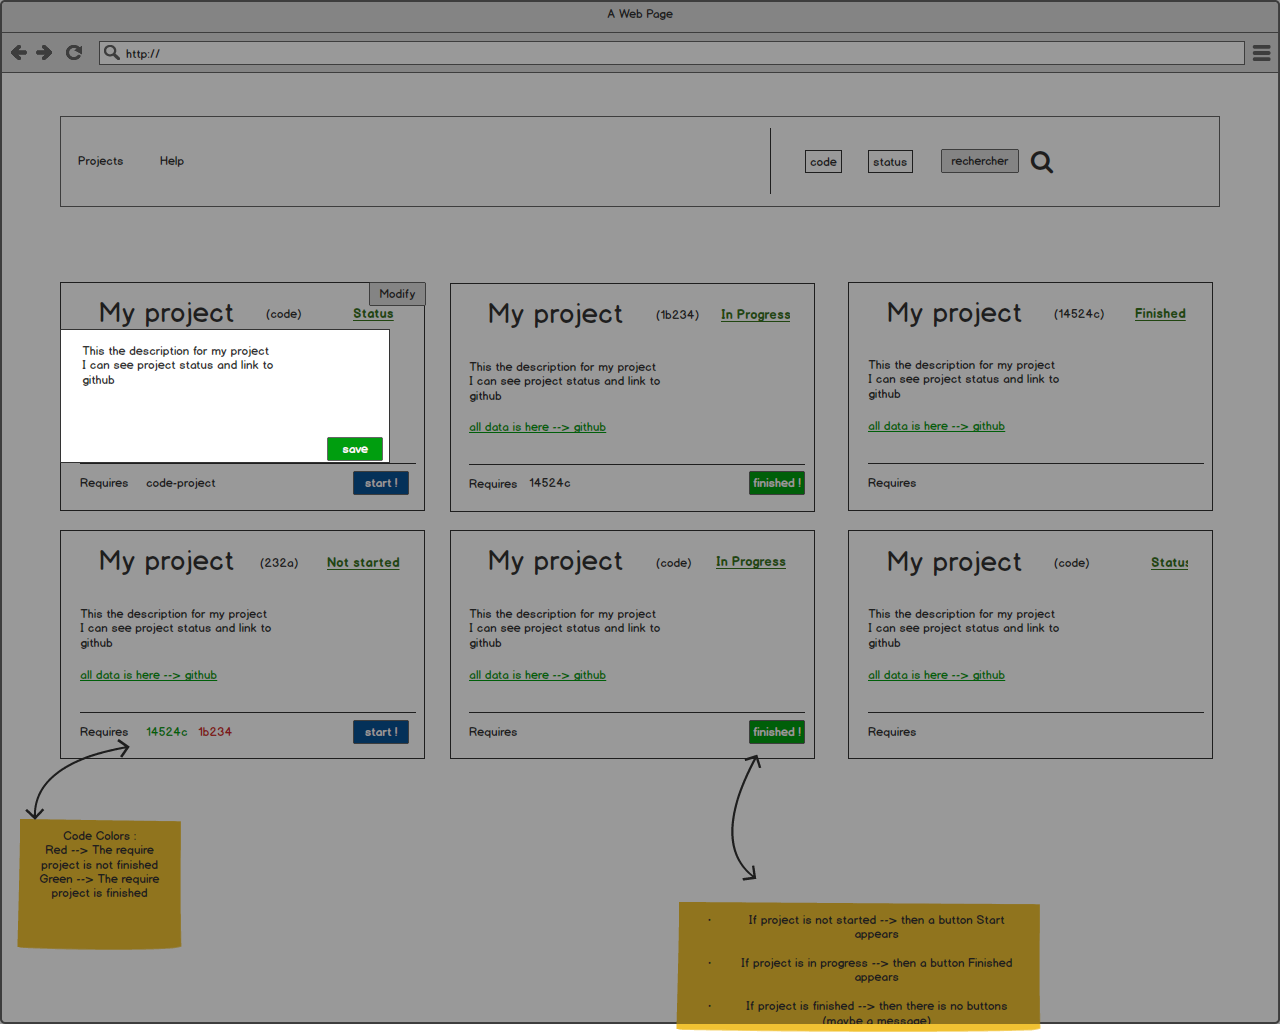 A Web Page
http://
Projects Help code status rechercher
Modify
My project (code) Status
This the description for my project
I can see project status and link to
github
save
Requires code-project start !
My project (1b234) In Progress
This the description for my project
I can see project status and link to
github
all data is here --> github
Requires 14524c finished !
My project (14524c) Finished
This the description for my project
I can see project status and link to
github
all data is here --> github
Requires
My project (232a) Not started
This the description for my project
I can see project status and link to
github
all data is here --> github
Requires 14524c 1b234 start !
My project (code) In Progress
This the description for my project
I can see project status and link to
github
all data is here --> github
Requires finished !
My project (code) Status
This the description for my project
I can see project status and link to
github
all data is here --> github
Requires
Code Colors :
Red --> The require
project is not finished
Green --> The require
project is finished
· If project is not started --> then a button Start
appears
· If project is in progress --> then a button Finished
appears
· If project is finished --> then there is no buttons
(maybe a message)